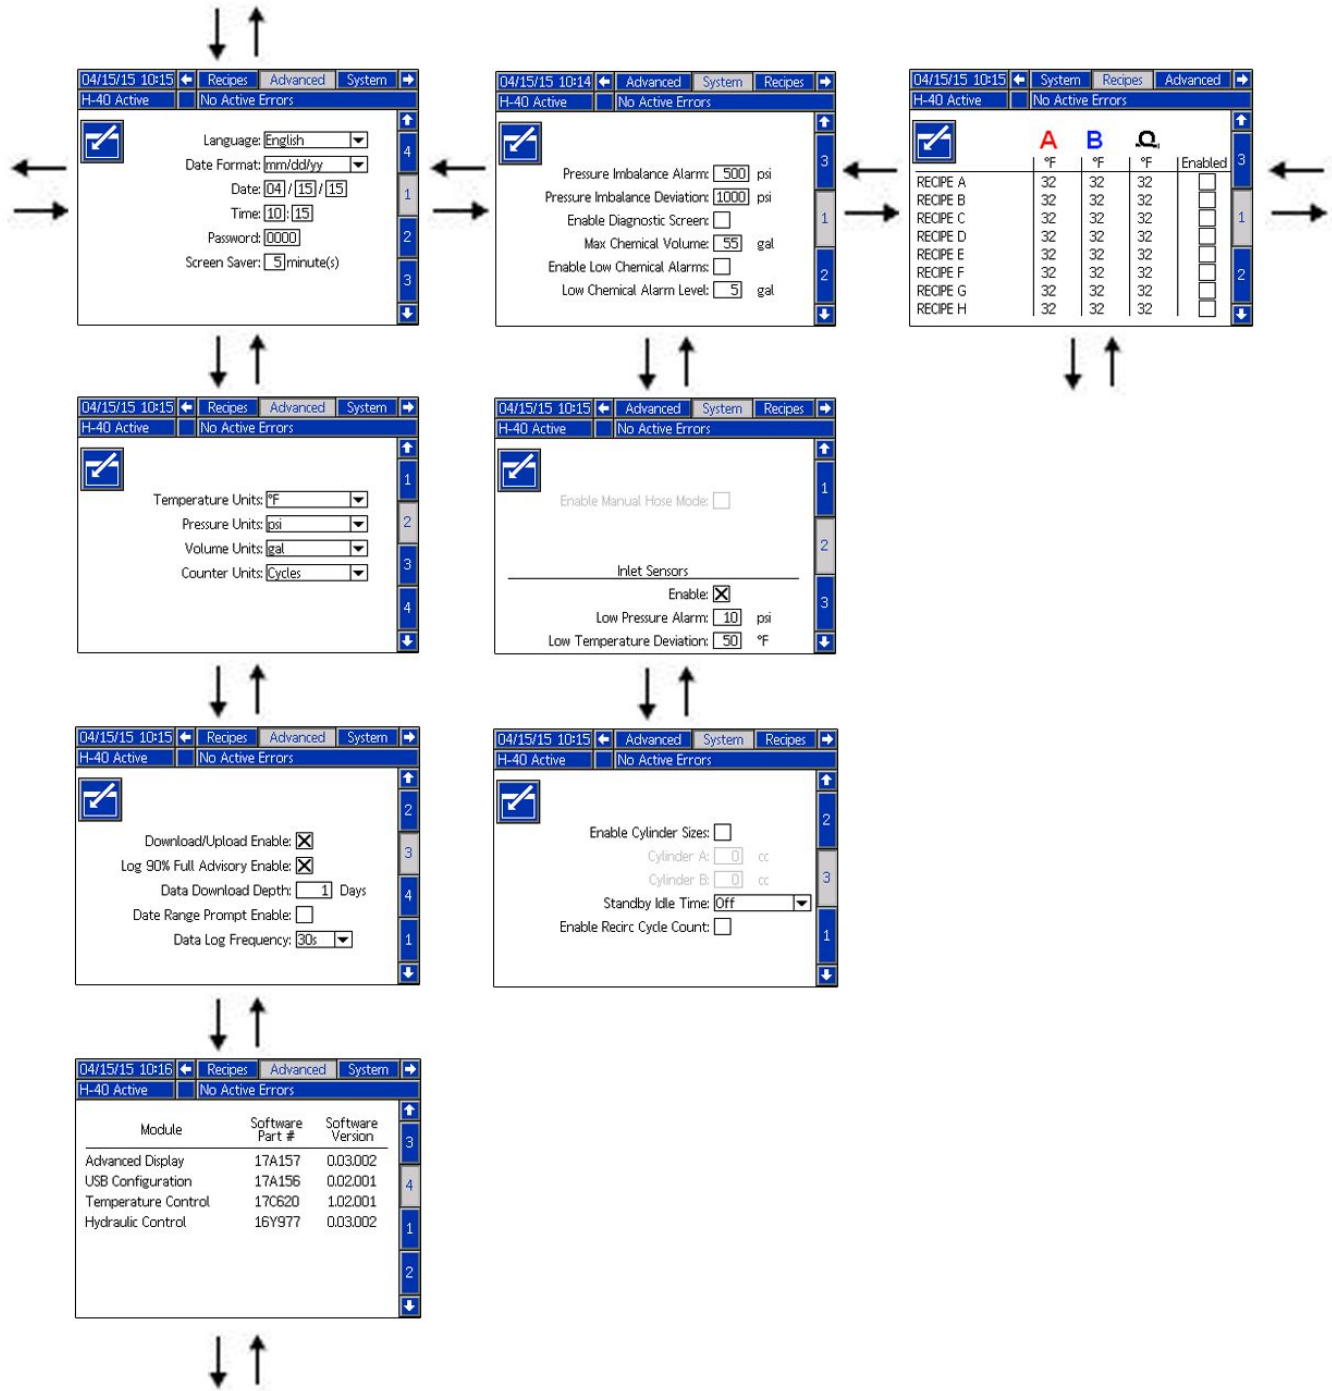 04/15/15 10:15 Recipes Advanced System
H-40 Active No Active Errors
Language: English
Date Format: mm/dd/yy
Date: 04 / 15 / 15
Time: 10 : 15
Password: 0000
Screen Saver: 5 minute(s)
4
1
2
3
04/15/15 10:14 Advanced System Recipes
H-40 Active No Active Errors
Pressure Imbalance Alarm: 500 psi
Pressure Imbalance Deviation: 1000 psi
Enable Diagnostic Screen:
Max Chemical Volume: 55 gal
Enable Low Chemical Alarms:
Low Chemical Alarm Level: 5 gal
3
1
2
04/15/15 10:15 System Recipes Advanced
H-40 Active No Active Errors
A B
°F °F °F Enabled
RECIPE A 32 32 32
RECIPE B 32 32 32
RECIPE C 32 32 32
RECIPE D 32 32 32
RECIPE E 32 32 32
RECIPE F 32 32 32
RECIPE G 32 32 32
RECIPE H 32 32 32
3
1
2
04/15/15 10:15 Recipes Advanced System
H-40 Active No Active Errors
Temperature Units: °F
Pressure Units: psi
Volume Units: gal
Counter Units: Cycles
1
2
3
4
04/15/15 10:15 Advanced System Recipes
H-40 Active No Active Errors
Enable Manual Hose Mode:
Inlet Sensors
Enable:
Low Pressure Alarm: 10 psi
Low Temperature Deviation: 50 °F
1
2
3
04/15/15 10:15 Recipes Advanced System
H-40 Active No Active Errors
Download/Upload Enable:
Log 90% Full Advisory Enable:
Data Download Depth: 1 Days
Date Range Prompt Enable:
Data Log Frequency: 30s
2
3
4
1
04/15/15 10:15 Advanced System Recipes
H-40 Active No Active Errors
Enable Cylinder Sizes:
Cylinder A: 0 cc
Cylinder B: 0 cc
Standby Idle Time: Off
Enable Recirc Cycle Count:
2
3
1
04/15/15 10:16 Recipes Advanced System
H-40 Active No Active Errors
Module Software Part # Software Version
Advanced Display 17A157 0.03.002
USB Configuration 17A156 0.02.001
Temperature Control 17C620 1.02.001
Hydraulic Control 16Y977 0.03.002
3
4
1
2